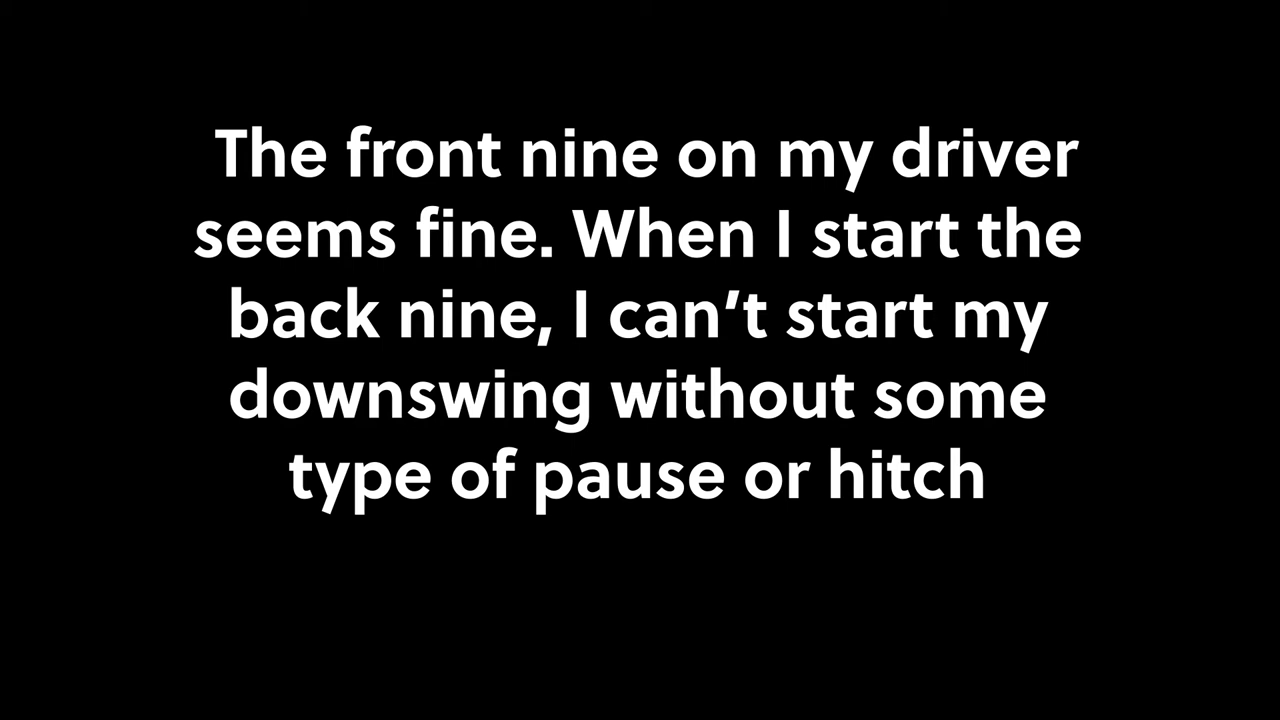 The front nine on my driver
seems fine. When I start the
back nine, I can’t start my
downswing without some
type of pause or hitch